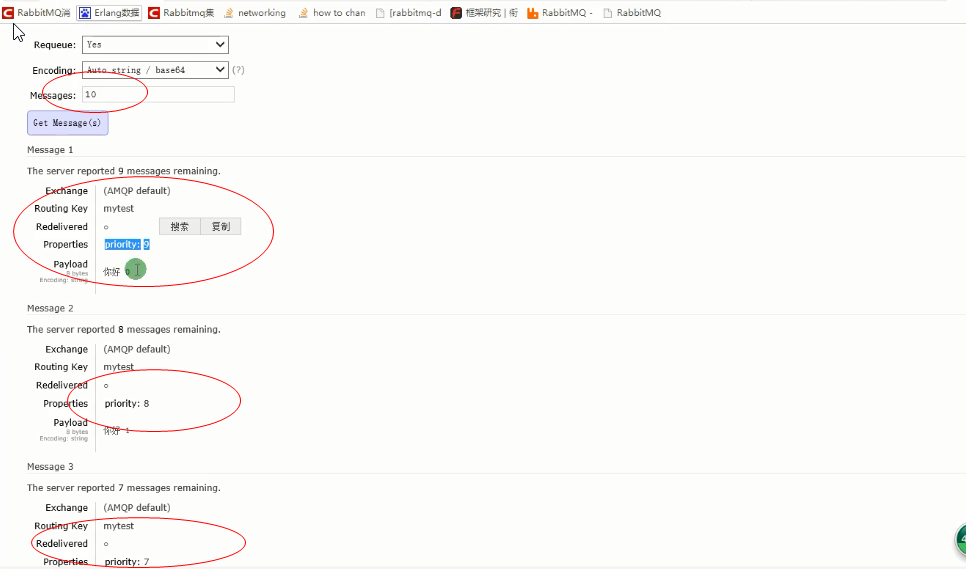 RabbitMQ消 Erlang数据 Rabbitmq集 networking how to chan [rabbitmq-d 框架研究 | 衔 RabbitMQ - RabbitMQ
Requeue: Yes
Encoding: Auto string / base64 (?)
Messages: 10
Get Message(s)
Message 1
The server reported 9 messages remaining.
Exchange (AMQP default)
Routing Key mytest
Redelivered ○
搜索 复制
Properties priority: 9
Payload
8 bytes
Encoding: string
你好 0
Message 2
The server reported 8 messages remaining.
Exchange (AMQP default)
Routing Key mytest
Redelivered ○
Properties priority: 8
Payload
8 bytes
Encoding: string
你好 1
Message 3
The server reported 7 messages remaining.
Exchange (AMQP default)
Routing Key mytest
Redelivered ○
Properties priority: 7
4